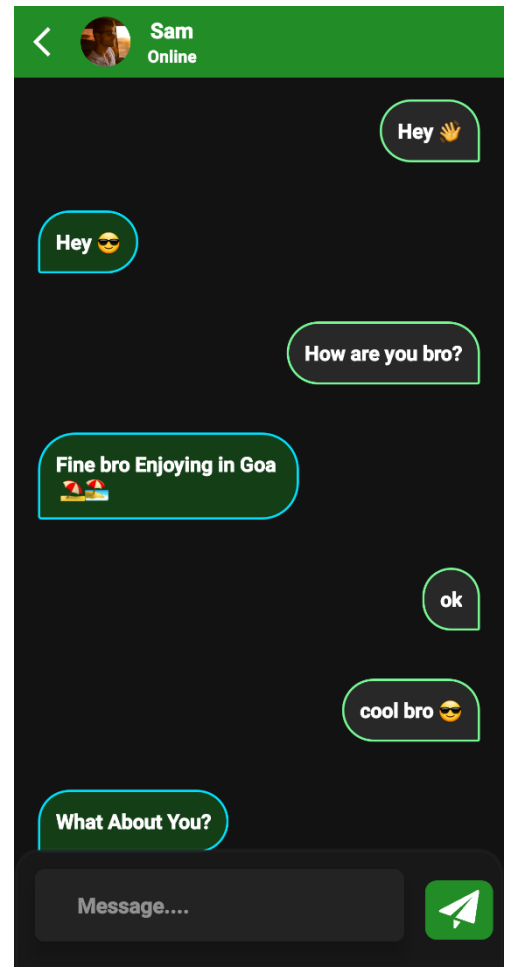 Sam
Online
Hey 👋
Hey 😎
How are you bro?
Fine bro Enjoying in Goa
🏖️🏖️
ok
cool bro 😎
What About You?
Message....